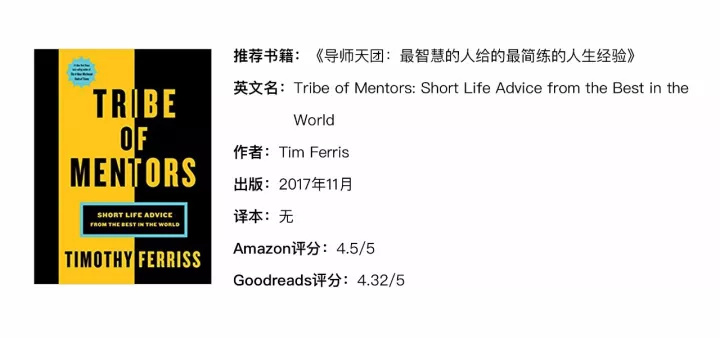 TRIBE
OF
MENTORS
SHORT LIFE ADVICE
FROM THE BEST IN THE WORLD
TIMOTHY FERRISS
推荐书籍：《导师天团：最智慧的人给的最简练的人生经验》
英文名：Tribe of Mentors: Short Life Advice from the Best in the
World
作者：Tim Ferris
出版：2017年11月
译本：无
Amazon评分：4.5/5
Goodreads评分：4.32/5